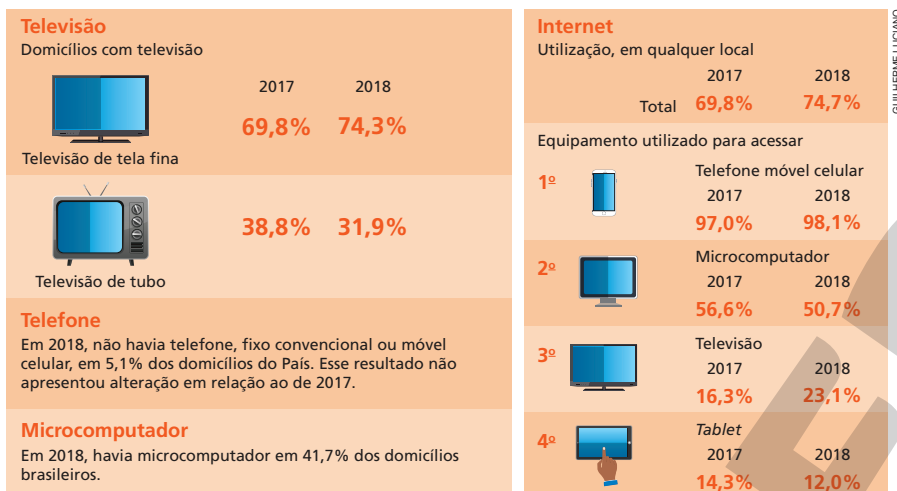 Televisão
Domicílios com televisão
2017 2018
69,8% 74,3%
Televisão de tela fina
38,8% 31,9%
Televisão de tubo
Telefone
Em 2018, não havia telefone, fixo convencional ou móvel
celular, em 5,1% dos domicílios do País. Esse resultado não
apresentou alteração em relação ao de 2017.
Microcomputador
Em 2018, havia microcomputador em 41,7% dos domicílios
brasileiros.
Internet
Utilização, em qualquer local
2017 2018
Total 69,8% 74,7%
Equipamento utilizado para acessar
1º Telefone móvel celular
2017 2018
97,0% 98,1%
2º Microcomputador
2017 2018
56,6% 50,7%
3º Televisão
2017 2018
16,3% 23,1%
4º Tablet
2017 2018
14,3% 12,0%
GUILHERME LUCIANO